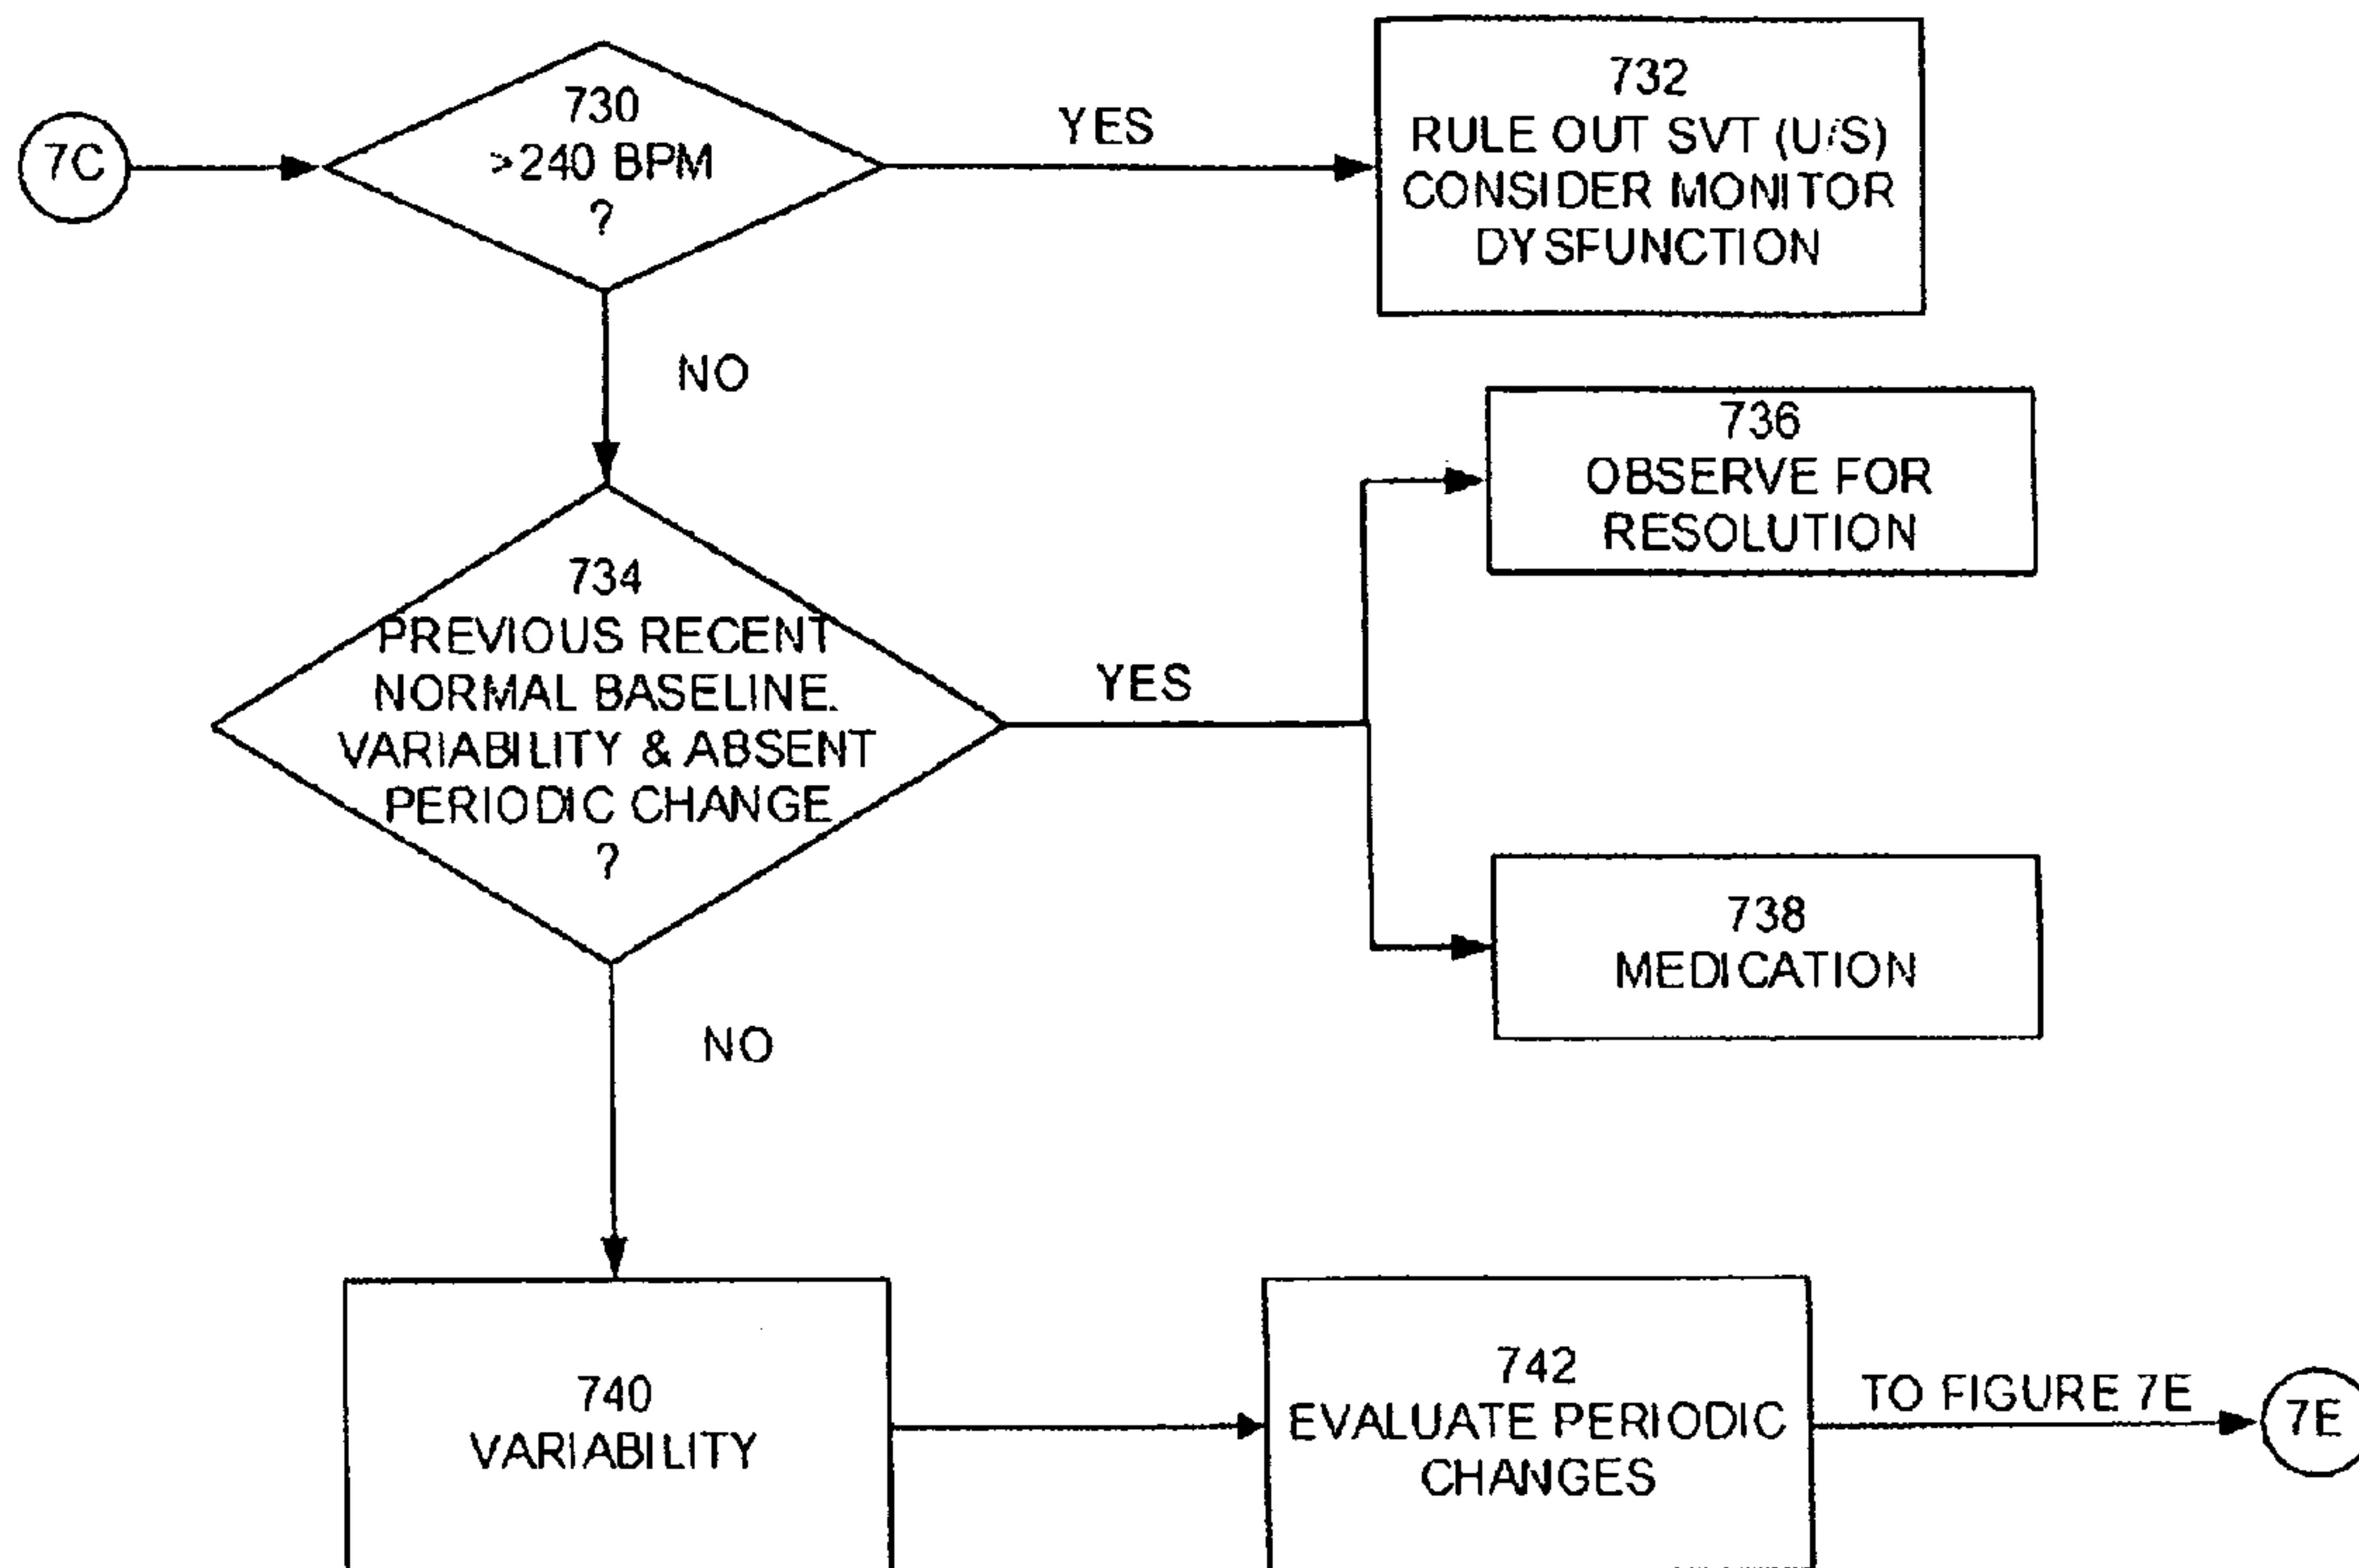 7C
730
>240 BPM
?
YES
732
RULE OUT SVT (U/S)
CONSIDER MONITOR
DYSFUNCTION
NO
736
OBSERVE FOR
RESOLUTION
734
PREVIOUS RECENT
NORMAL BASELINE.
VARIABILITY & ABSENT
PERIODIC CHANGE
?
YES
738
MEDICATION
NO
740
VARIABILITY
742
EVALUATE PERIODIC
CHANGES
TO FIGURE 7E
7E